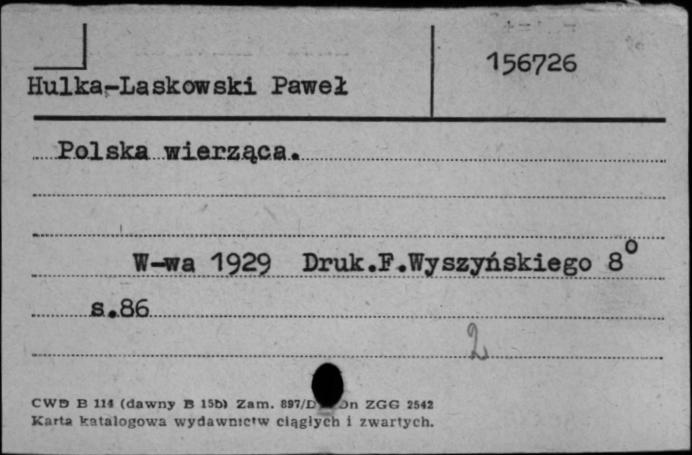 156726
Hulka-Laskowski Paweł
Polska wierząca.
W-wa 1929 Druk.F.Wyszyńskiego 8°
s.86
2
CWD B 114 (dawny B 15b) Zam. 897/D ZGG 2542
Karta katalogowa wydawnictw ciągłych i zwartych.